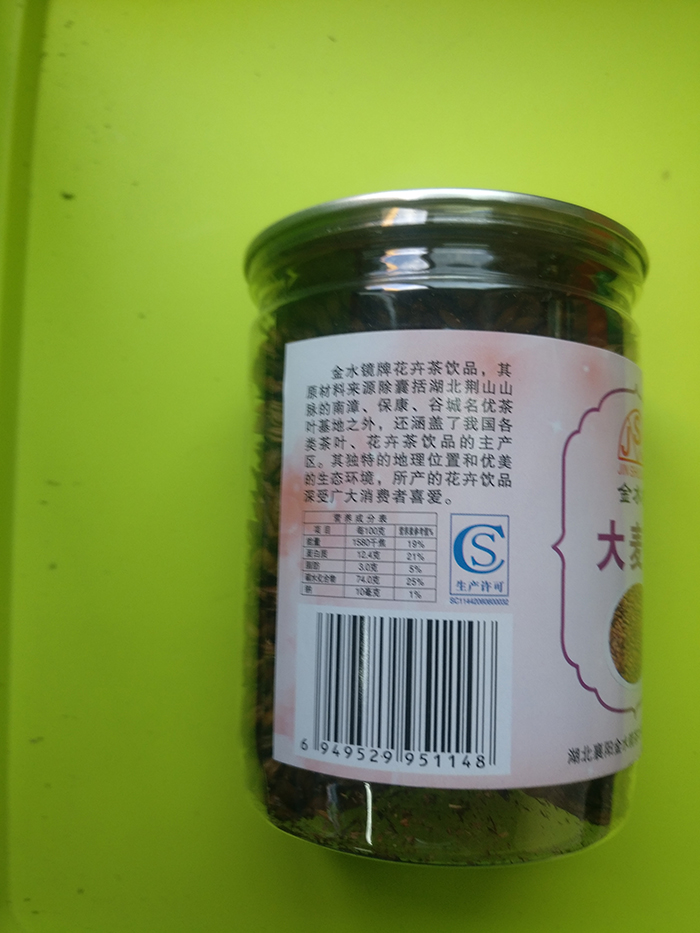 金水镜牌花卉茶饮品，其
原材料来源除囊括湖北荆山山
脉的南漳、保康、谷城名优茶
叶基地之外，还涵盖了我国各
类茶叶、花卉茶饮品的主产
区。其独特的地理位置和优美
的生态环境，所产的花卉饮品
深受广大消费者喜爱。
营养成分表
项目 每100克 营养素参考值%
能量 1580千焦 19%
蛋白质 12.4克 21%
脂肪 3.0克 5%
碳水化合物 74.0克 25%
钠 10毫克 1%
生产许可
6 949529 951148
金水
大麦
湖北襄阳金水